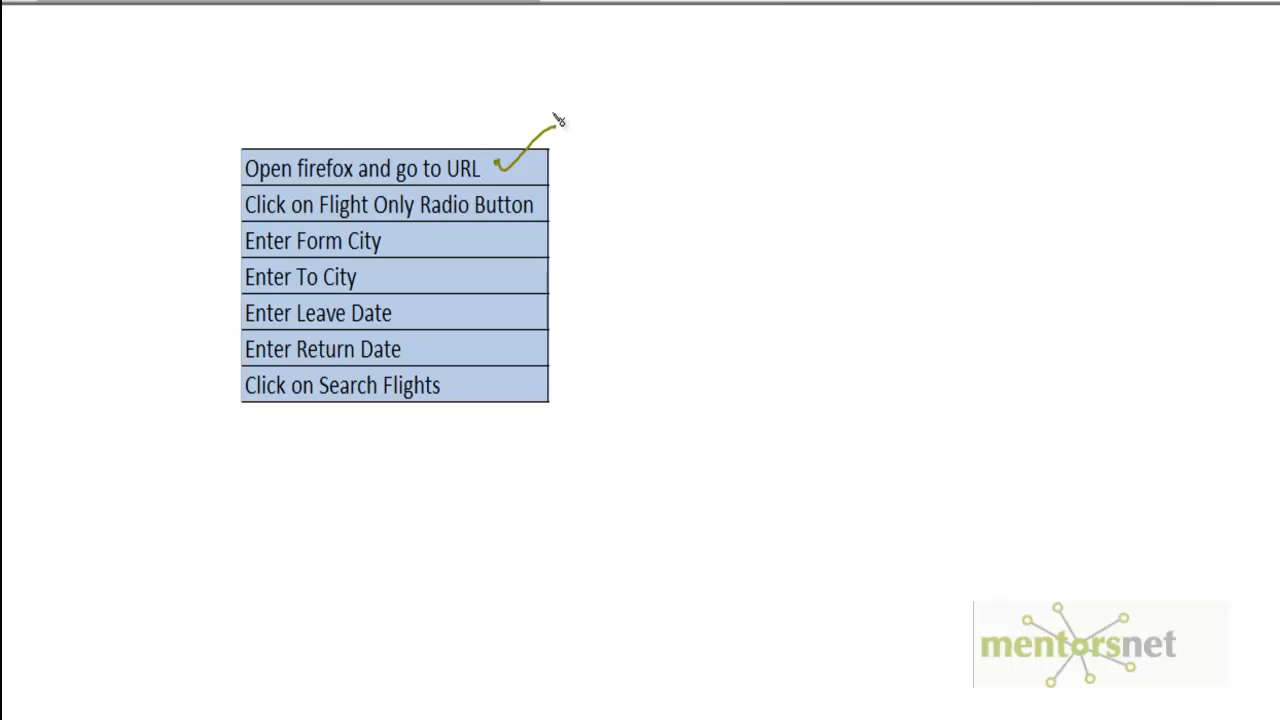 Open firefox and go to URL
Click on Flight Only Radio Button
Enter Form City
Enter To City
Enter Leave Date
Enter Return Date
Click on Search Flights
mentorsnet